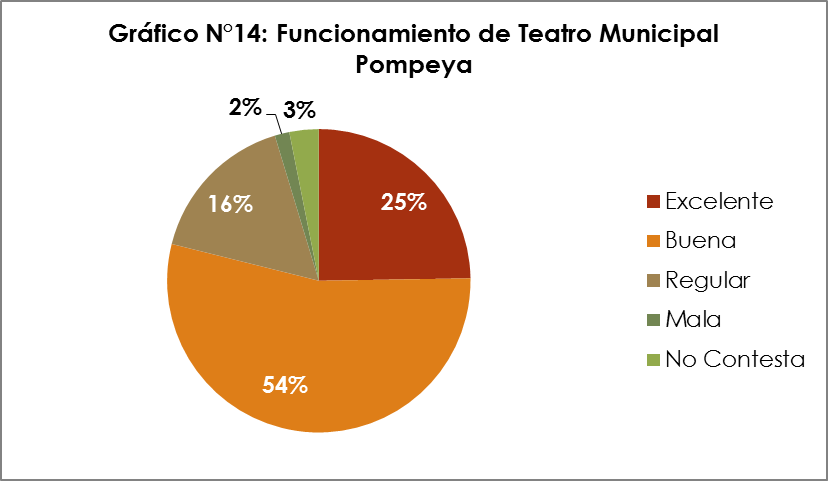 Gráfico N°14: Funcionamiento de Teatro Municipal
Pompeya
2%
3%
25%
16%
54%
Excelente
Buena
Regular
Mala
No Contesta